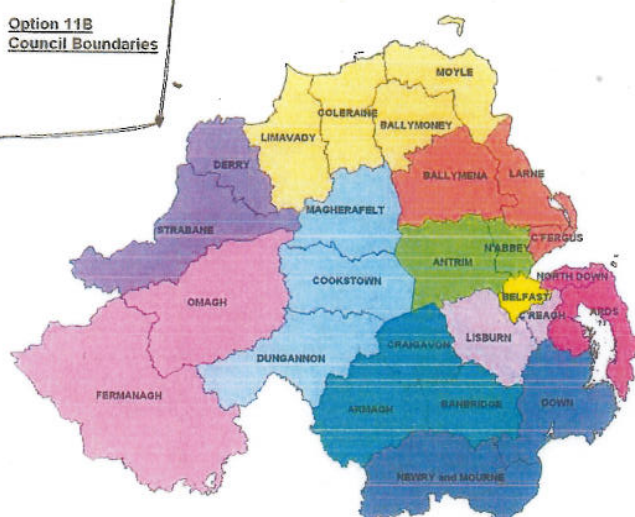 Option 11B
Council Boundaries
MOYLE
COLERAINE
LIMAVADY
BALLYMONEY
DERRY
BALLYMENA
LARNE
MAGHERAFELT
STRABANE
C'FERGUS
N'ABBEY
ANTRIM
NORTH DOWN
COOKSTOWN
OMAGH
BELFAST/
C'REAGH
ARDS
LISBURN
CRAIGAVON
DUNGANNON
FERMANAGH
ARMAGH
BANBRIDGE
DOWN
NEWRY and MOURNE